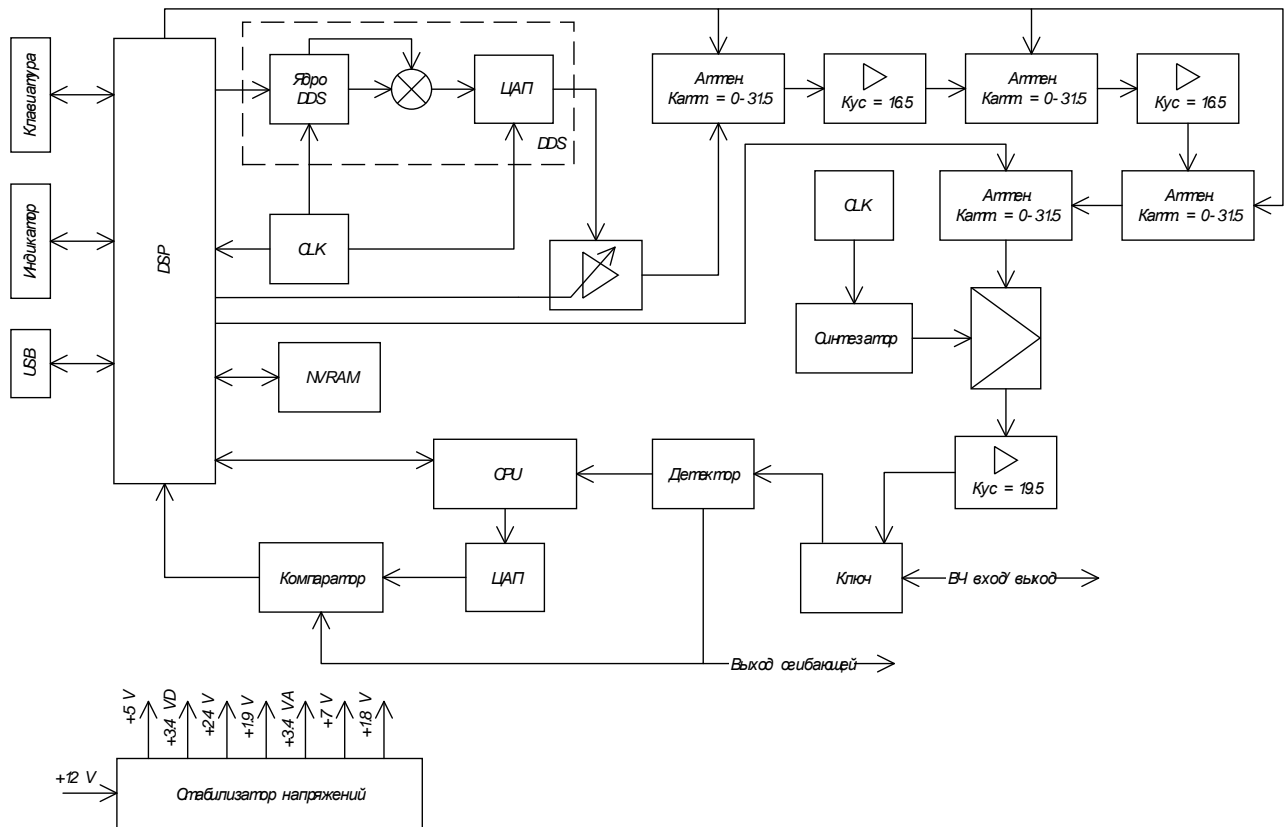 Клавиатура
Индикатор
USB
DSP
Ядро
DDS
ЦАП
DDS
CLK
NVRAM
CPU
ЦАП
Компаратор
Детектор
Ключ
Аттен.
Катт. = 0-31.5
Кус = 16.5
Аттен.
Катт. = 0-31.5
Кус = 16.5
Аттен.
Катт. = 0-31.5
Аттен.
Катт. = 0-31.5
CLK
Синтезатор
Кус = 19.5
ВЧ вход/ выход
Выход огибающей
+5 V
+3.4 VD
+24 V
+1.9 V
+3.4 VA
+7 V
+1.8 V
+12 V
Стабилизатор напряжений